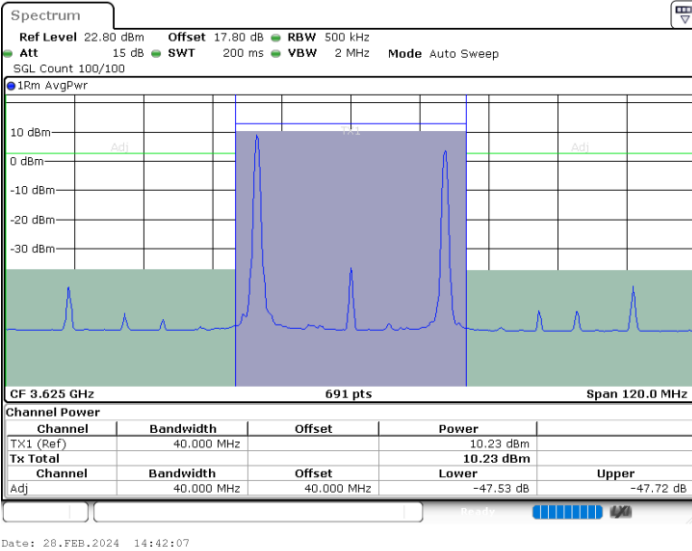 Spectrum
Ref Level 22.80 dBm Offset 17.80 dB RBW 500 kHz
Att 15 dB SWT 200 ms VBW 2 MHz Mode Auto Sweep
SGL Count 100/100
1Rm AvgPwr
TX1
10 dBm
Adj Adj
0 dBm
-10 dBm
-20 dBm
-30 dBm
CF 3.625 GHz 691 pts Span 120.0 MHz
Channel Power
Channel Bandwidth Offset Power
TX1 (Ref) 40.000 MHz 10.23 dBm
Tx Total 10.23 dBm
Channel Bandwidth Offset Lower Upper
Adj 40.000 MHz 40.000 MHz -47.53 dB -47.72 dB
Ready
Date: 28.FEB.2024 14:42:07